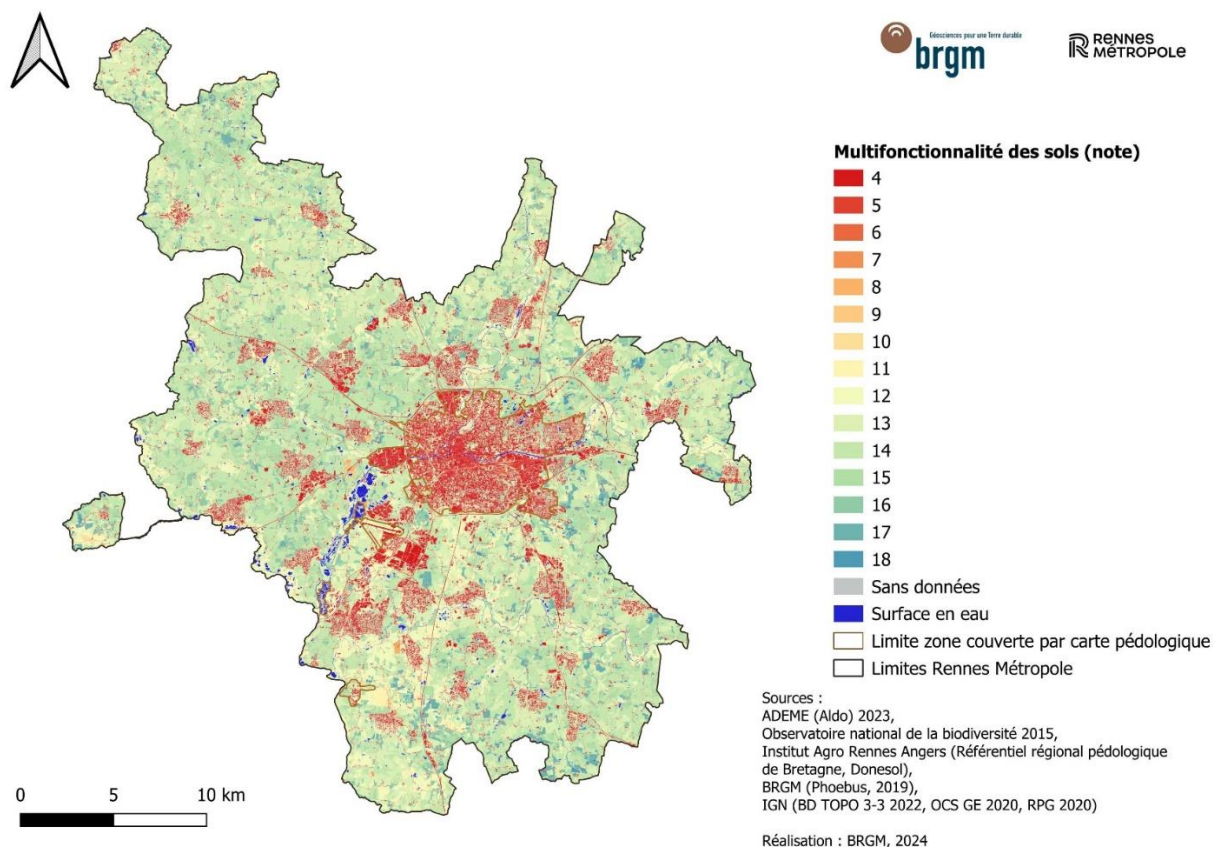 Géosciences pour une Terre durable
brgm
RENNES
MÉTROPOLE
Multifonctionnalité des sols (note)
4
5
6
7
8
9
10
11
12
13
14
15
16
17
18
Sans données
Surface en eau
Limite zone couverte par carte pédologique
Limites Rennes Métropole
Sources :
ADEME (Aldo) 2023,
Observatoire national de la biodiversité 2015,
Institut Agro Rennes Angers (Référentiel régional pédologique
de Bretagne, Donesol),
BRGM (Phoebus, 2019),
IGN (BD TOPO 3-3 2022, OCS GE 2020, RPG 2020)
Réalisation : BRGM, 2024
0 5 10 km